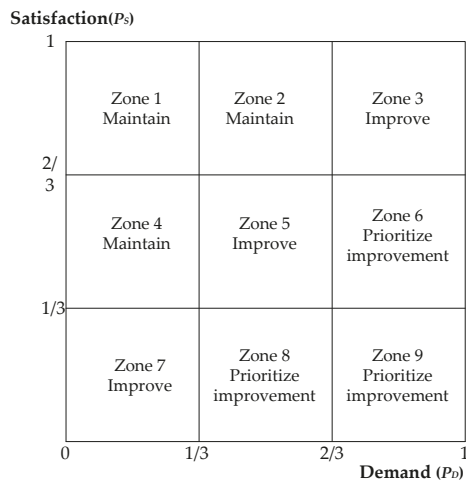 Satisfaction(PS)
1
Zone 1
Maintain
Zone 2
Maintain
Zone 3
Improve
2/
3
Zone 4
Maintain
Zone 5
Improve
Zone 6
Prioritize
improvement
1/3
Zone 7
Improve
Zone 8
Prioritize
improvement
Zone 9
Prioritize
improvement
0
1/3
2/3
1
Demand (PD)